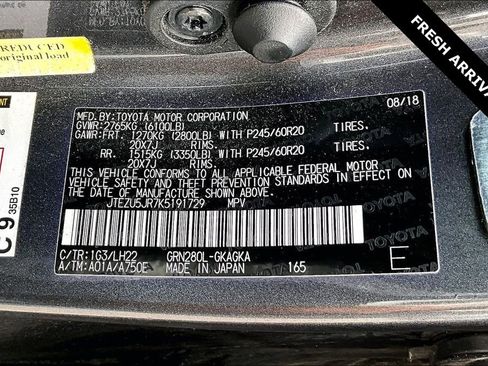 FRESH ARRIVAL
REDUCED
original load
C 9
35B10
MFD. BY:TOYOTA MOTOR CORPORATION 08/18
GVWR:2765KG (6100LB)
GAWR:FRT. 1270KG (2800LB) WITH P245/60R20 TIRES,
20X7J RIMS,
RR. 1515KG (3350LB) WITH P245/60R20 TIRES,
20X7J RIMS.
THIS VEHICLE CONFORMS TO ALL APPLICABLE FEDERAL MOTOR
VEHICLE SAFETY AND THEFT PREVENTION STANDARDS IN EFFECT ON
THE DATE OF MANUFACTURE SHOWN ABOVE.
JTEZU5JR7K5191729 MPV
C/TR:1G3/LH22 GRN280L-GKAGKA
A/TM:A01A/A750E MADE IN JAPAN 165
E